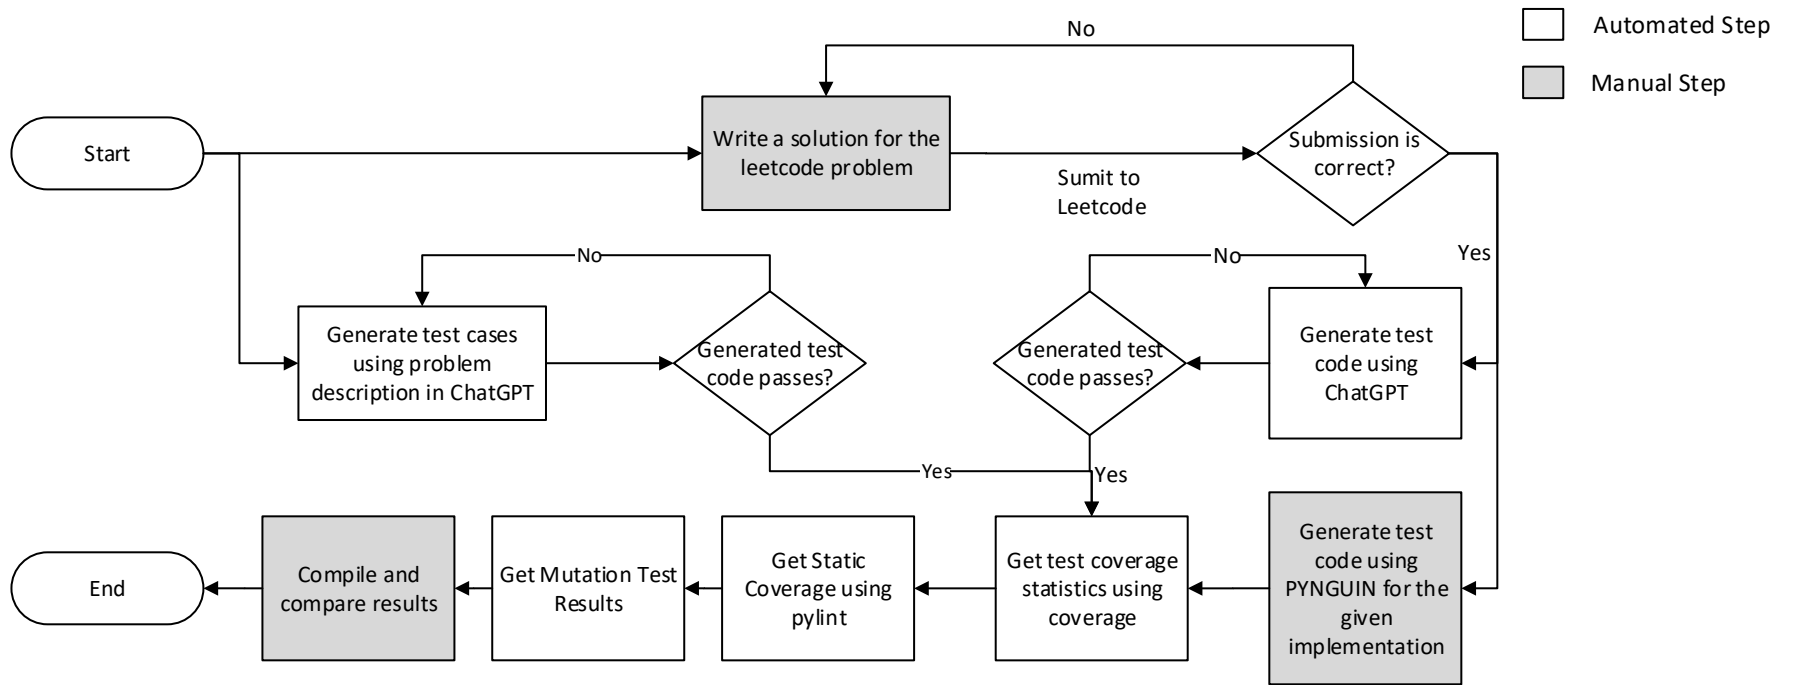 No
Automated Step
Manual Step
Start
Write a solution for the
leetcode problem
Submission is
correct?
Sumit to
Leetcode
No
No
Yes
Generate test cases
using problem
description in ChatGPT
Generated test
code passes?
Generated test
code passes?
Generate test
code using
ChatGPT
Yes
Yes
End
Compile and
compare results
Get Mutation Test
Results
Get Static
Coverage using
pylint
Get test coverage
statistics using
coverage
Generate test
code using
PYNGUIN for the
given
implementation